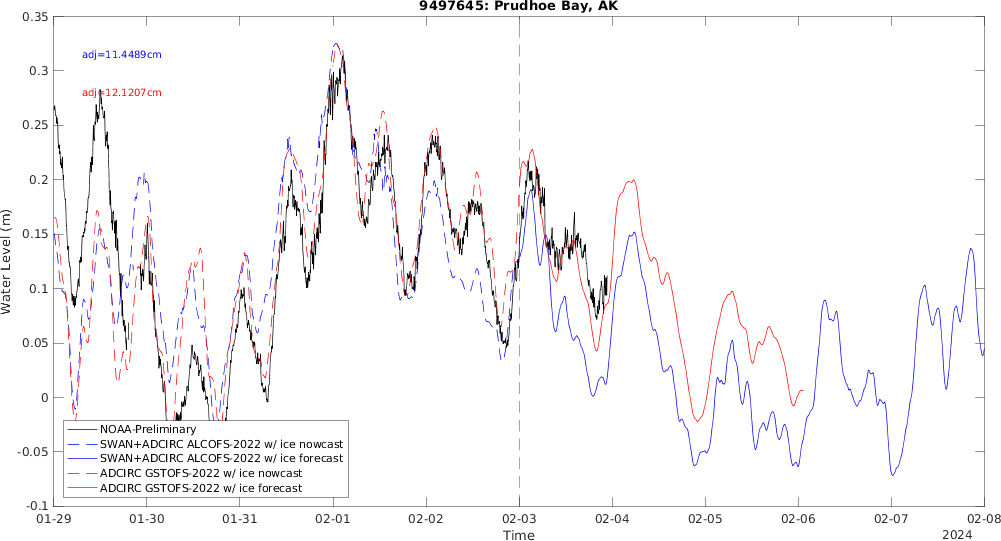 9497645: Prudhoe Bay, AK
adj=11.4489cm
adj=12.1207cm
Water Level (m)
0.35
0.3
0.25
0.2
0.15
0.1
0.05
0
-0.05
-0.1
NOAA-Preliminary
SWAN+ADCIRC ALCOFS-2022 w/ ice nowcast
SWAN+ADCIRC ALCOFS-2022 w/ ice forecast
ADCIRC GSTOFS-2022 w/ ice nowcast
ADCIRC GSTOFS-2022 w/ ice forecast
01-29 01-30 01-31 02-01 02-02 02-03 02-04 02-05 02-06 02-07 02-08
Time
2024